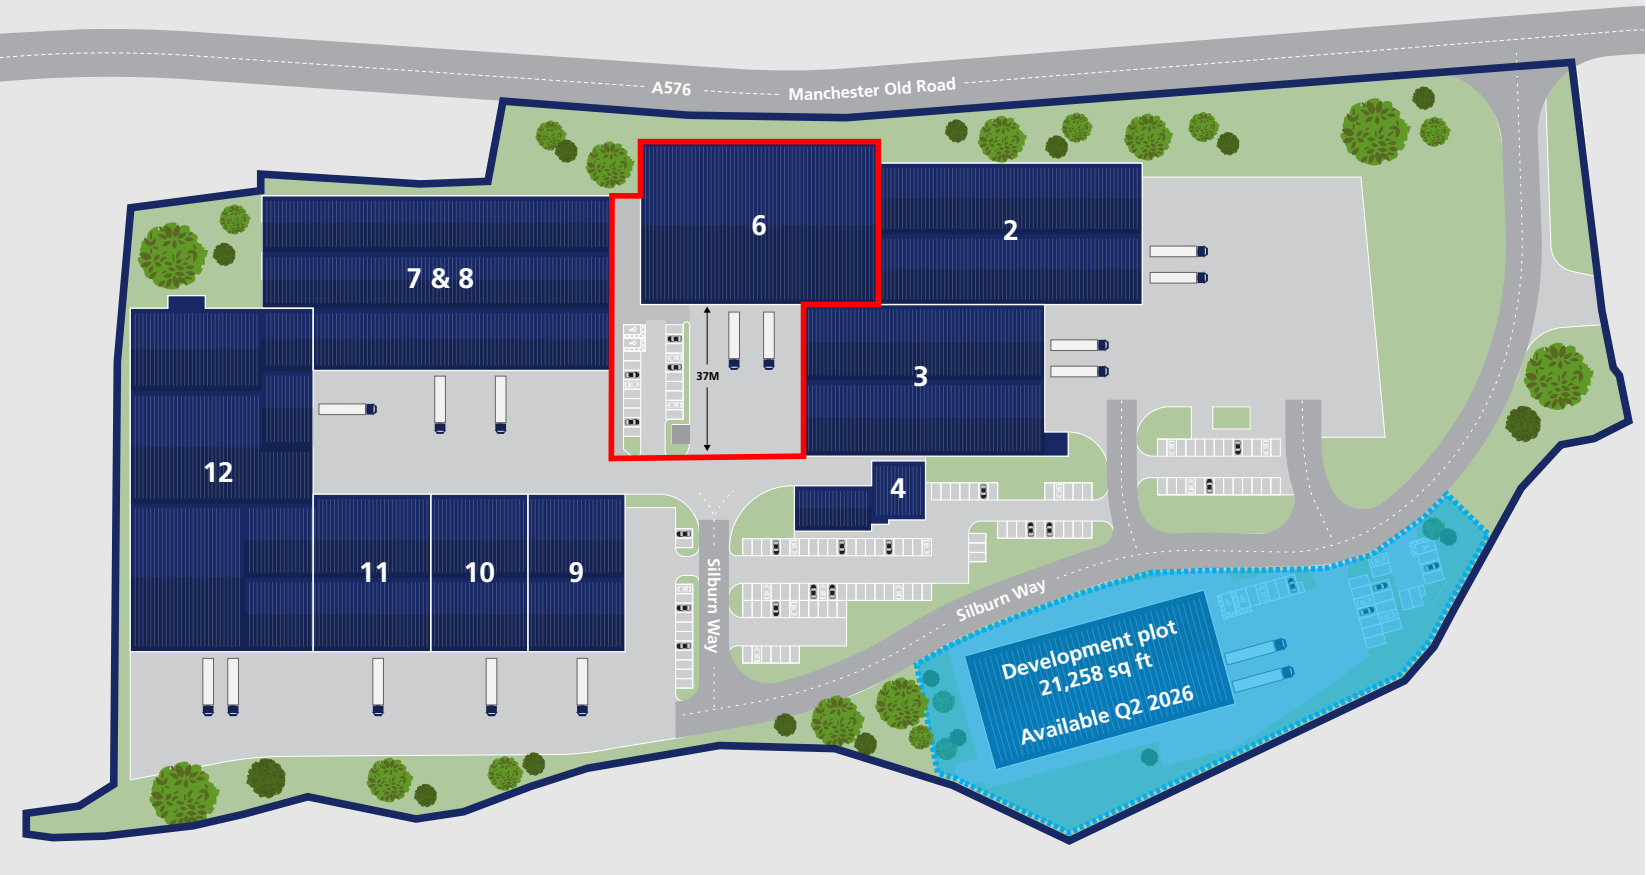 A576
Manchester Old Road
6
2
7 & 8
37M
3
12
4
11
10
9
Silburn Way
Silburn Way
Development plot
21,258 sq ft
Available Q2 2026